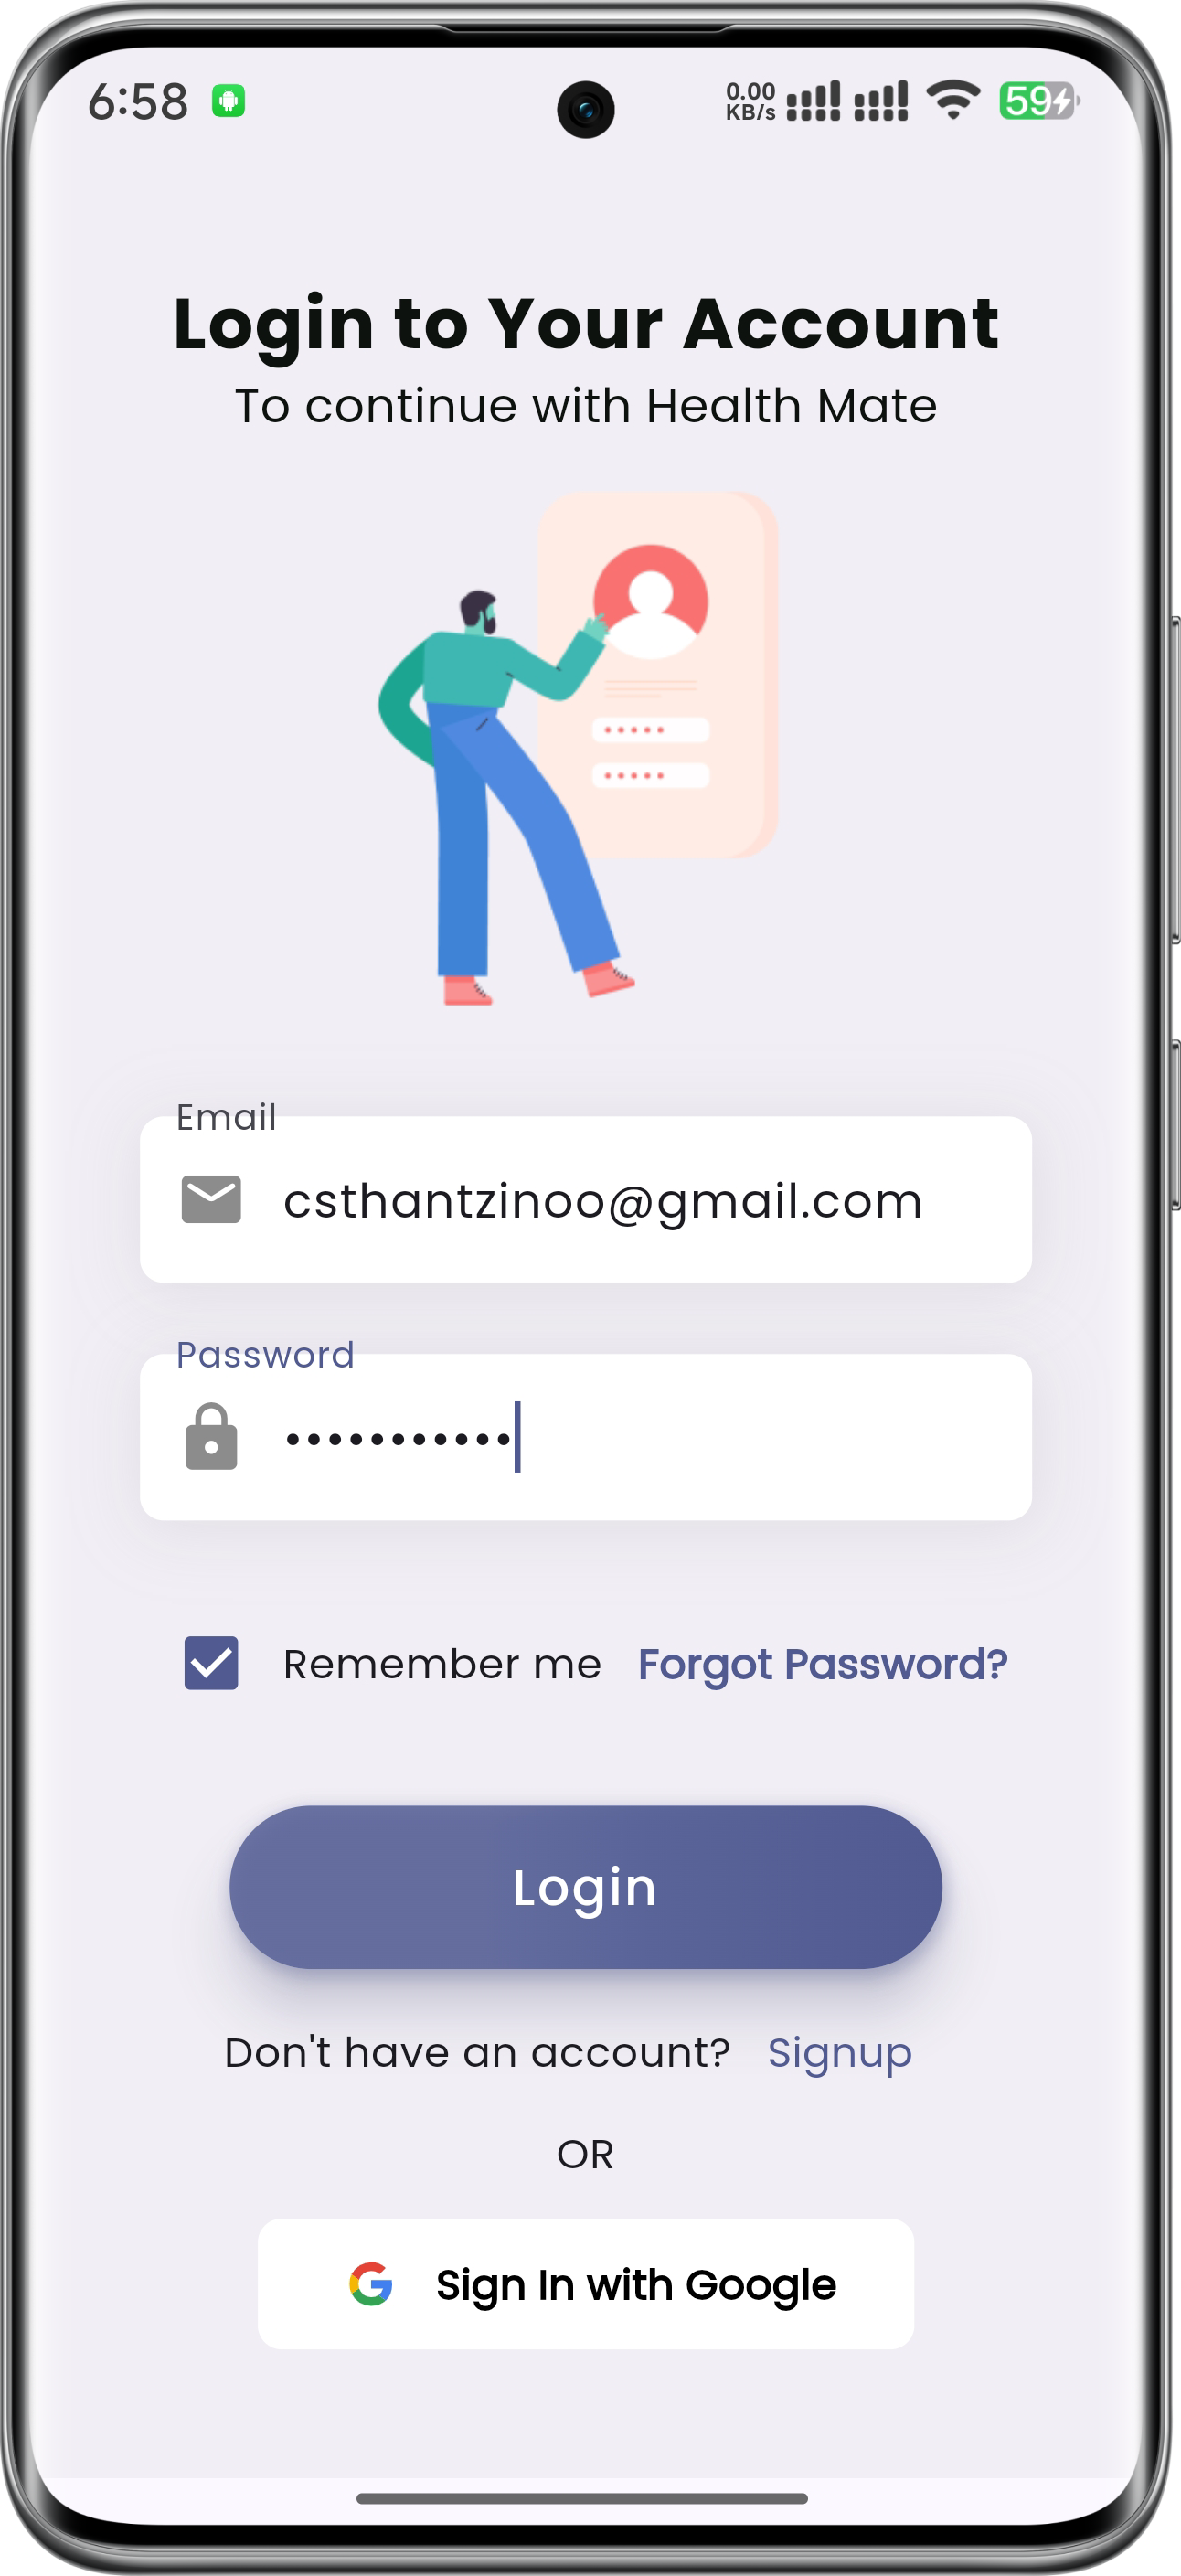 6:58 0.00 KB/s 59
Login to Your Account
To continue with Health Mate
Email
csthantzinoo@gmail.com
Password
•••••••••••
Remember me Forgot Password?
Login
Don't have an account? Signup
OR
Sign In with Google